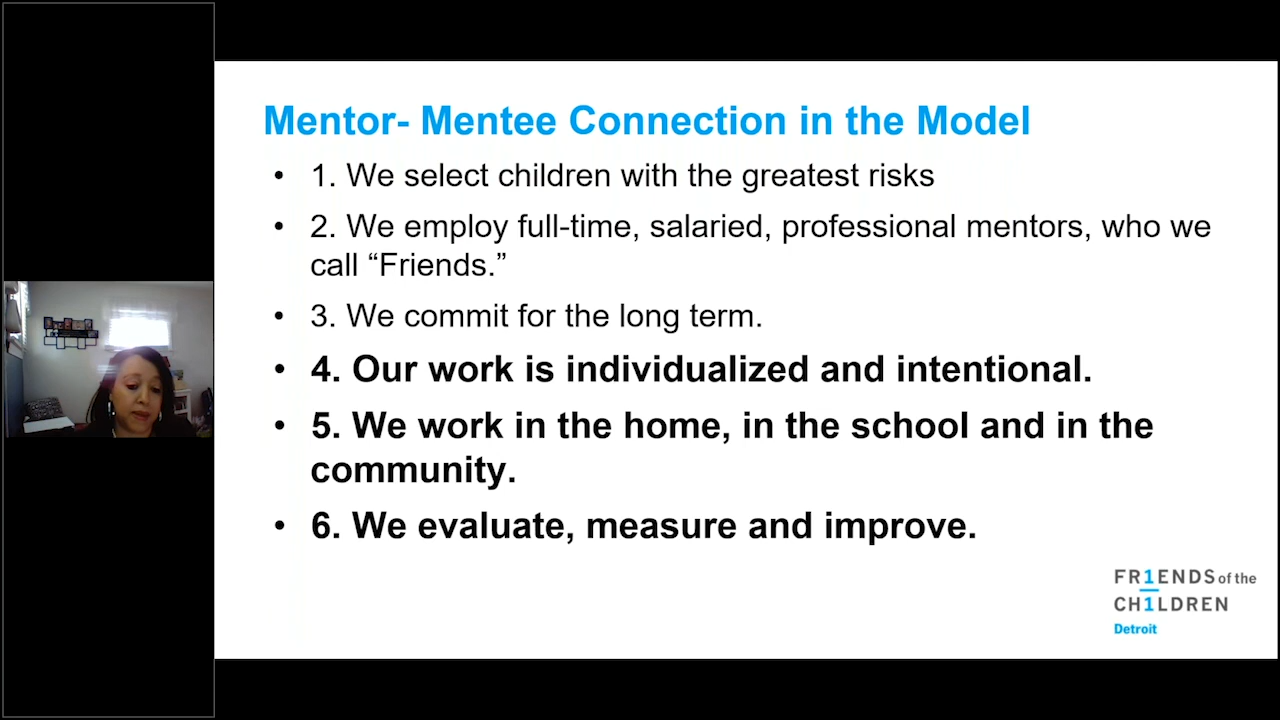 Mentor- Mentee Connection in the Model
• 1. We select children with the greatest risks
• 2. We employ full-time, salaried, professional mentors, who we
call “Friends.”
• 3. We commit for the long term.
• 4. Our work is individualized and intentional.
• 5. We work in the home, in the school and in the
community.
• 6. We evaluate, measure and improve.
FR1ENDS of the
CH1LDREN
Detroit